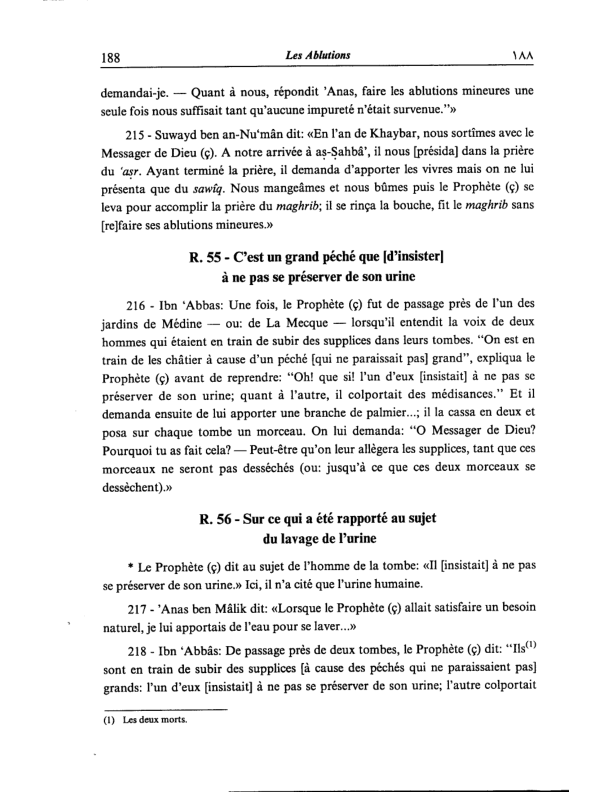 188
Les Ablutions
١٨٨
demandai-je. — Quant à nous, répondit 'Anas, faire les ablutions mineures une
seule fois nous suffisait tant qu'aucune impureté n'était survenue."»
215 - Suwayd ben an-Nu‘mân dit: «En l'an de Khaybar, nous sortîmes avec le
Messager de Dieu (ç). A notre arrivée à aṣ-Ṣahbâ', il nous [présida] dans la prière
du ‘aṣr. Ayant terminé la prière, il demanda d'apporter les vivres mais on ne lui
présenta que du sawîq. Nous mangeâmes et nous bûmes puis le Prophète (ç) se
leva pour accomplir la prière du maghrib; il se rinça la bouche, fit le maghrib sans
[re]faire ses ablutions mineures.»
R. 55 - C'est un grand péché que [d'insister]
à ne pas se préserver de son urine
216 - Ibn ‘Abbas: Une fois, le Prophète (ç) fut de passage près de l'un des
jardins de Médine — ou: de La Mecque — lorsqu'il entendit la voix de deux
hommes qui étaient en train de subir des supplices dans leurs tombes. "On est en
train de les châtier à cause d'un péché [qui ne paraissait pas] grand", expliqua le
Prophète (ç) avant de reprendre: "Oh! que si! l'un d'eux [insistait] à ne pas se
préserver de son urine; quant à l'autre, il colportait des médisances." Et il
demanda ensuite de lui apporter une branche de palmier...; il la cassa en deux et
posa sur chaque tombe un morceau. On lui demanda: "O Messager de Dieu?
Pourquoi tu as fait cela? — Peut-être qu'on leur allègera les supplices, tant que ces
morceaux ne seront pas desséchés (ou: jusqu'à ce que ces deux morceaux se
dessèchent).»
R. 56 - Sur ce qui a été rapporté au sujet
du lavage de l'urine
* Le Prophète (ç) dit au sujet de l'homme de la tombe: «Il [insistait] à ne pas
se préserver de son urine.» Ici, il n'a cité que l'urine humaine.
217 - 'Anas ben Mâlik dit: «Lorsque le Prophète (ç) allait satisfaire un besoin
naturel, je lui apportais de l'eau pour se laver...»
218 - Ibn ‘Abbâs: De passage près de deux tombes, le Prophète (ç) dit: "Ils(1)
sont en train de subir des supplices [à cause des péchés qui ne paraissaient pas]
grands: l'un d'eux [insistait] à ne pas se préserver de son urine; l'autre colportait
(1) Les deux morts.